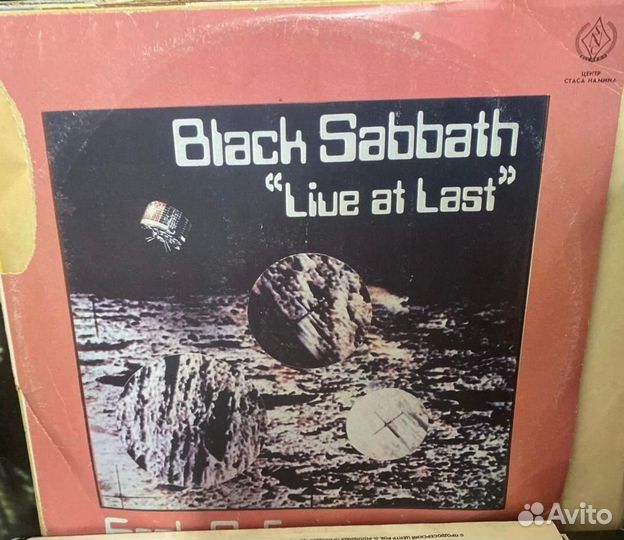 ЦЕНТР
СТАСА НАМИНА
Black Sabbath
“Live at Last”
Avito